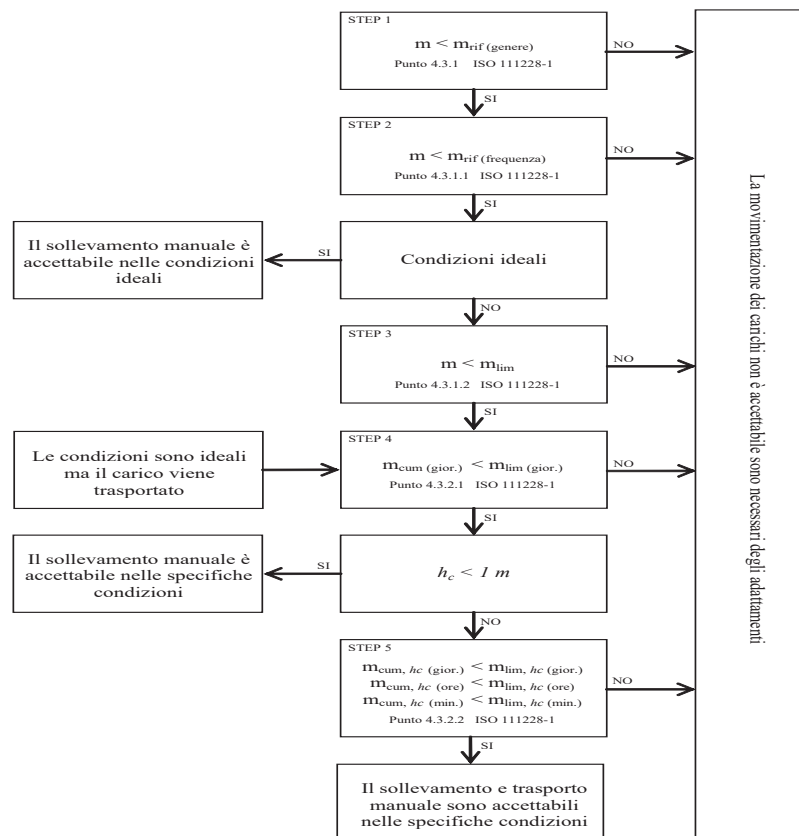 STEP 1
m < mrif (genere)
Punto 4.3.1 ISO 111228-1
NO
SI
STEP 2
m < mrif (frequenza)
Punto 4.3.1.1 ISO 111228-1
NO
SI
Il sollevamento manuale è
accettabile nelle condizioni
ideali
SI
Condizioni ideali
NO
STEP 3
m < mlim
Punto 4.3.1.2 ISO 111228-1
NO
SI
Le condizioni sono ideali
ma il carico viene
trasportato
STEP 4
mcum (gior.) < mlim (gior.)
Punto 4.3.2.1 ISO 111228-1
NO
SI
Il sollevamento manuale è
accettabile nelle specifiche
condizioni
SI
hc < 1 m
NO
STEP 5
mcum, hc (gior.) < mlim, hc (gior.)
mcum, hc (ore) < mlim, hc (ore)
mcum, hc (min.) < mlim, hc (min.)
Punto 4.3.2.2 ISO 111228-1
NO
SI
Il sollevamento e trasporto
manuale sono accettabili
nelle specifiche condizioni
La movimentazione dei carichi non è accettabile sono necessari degli adattamenti